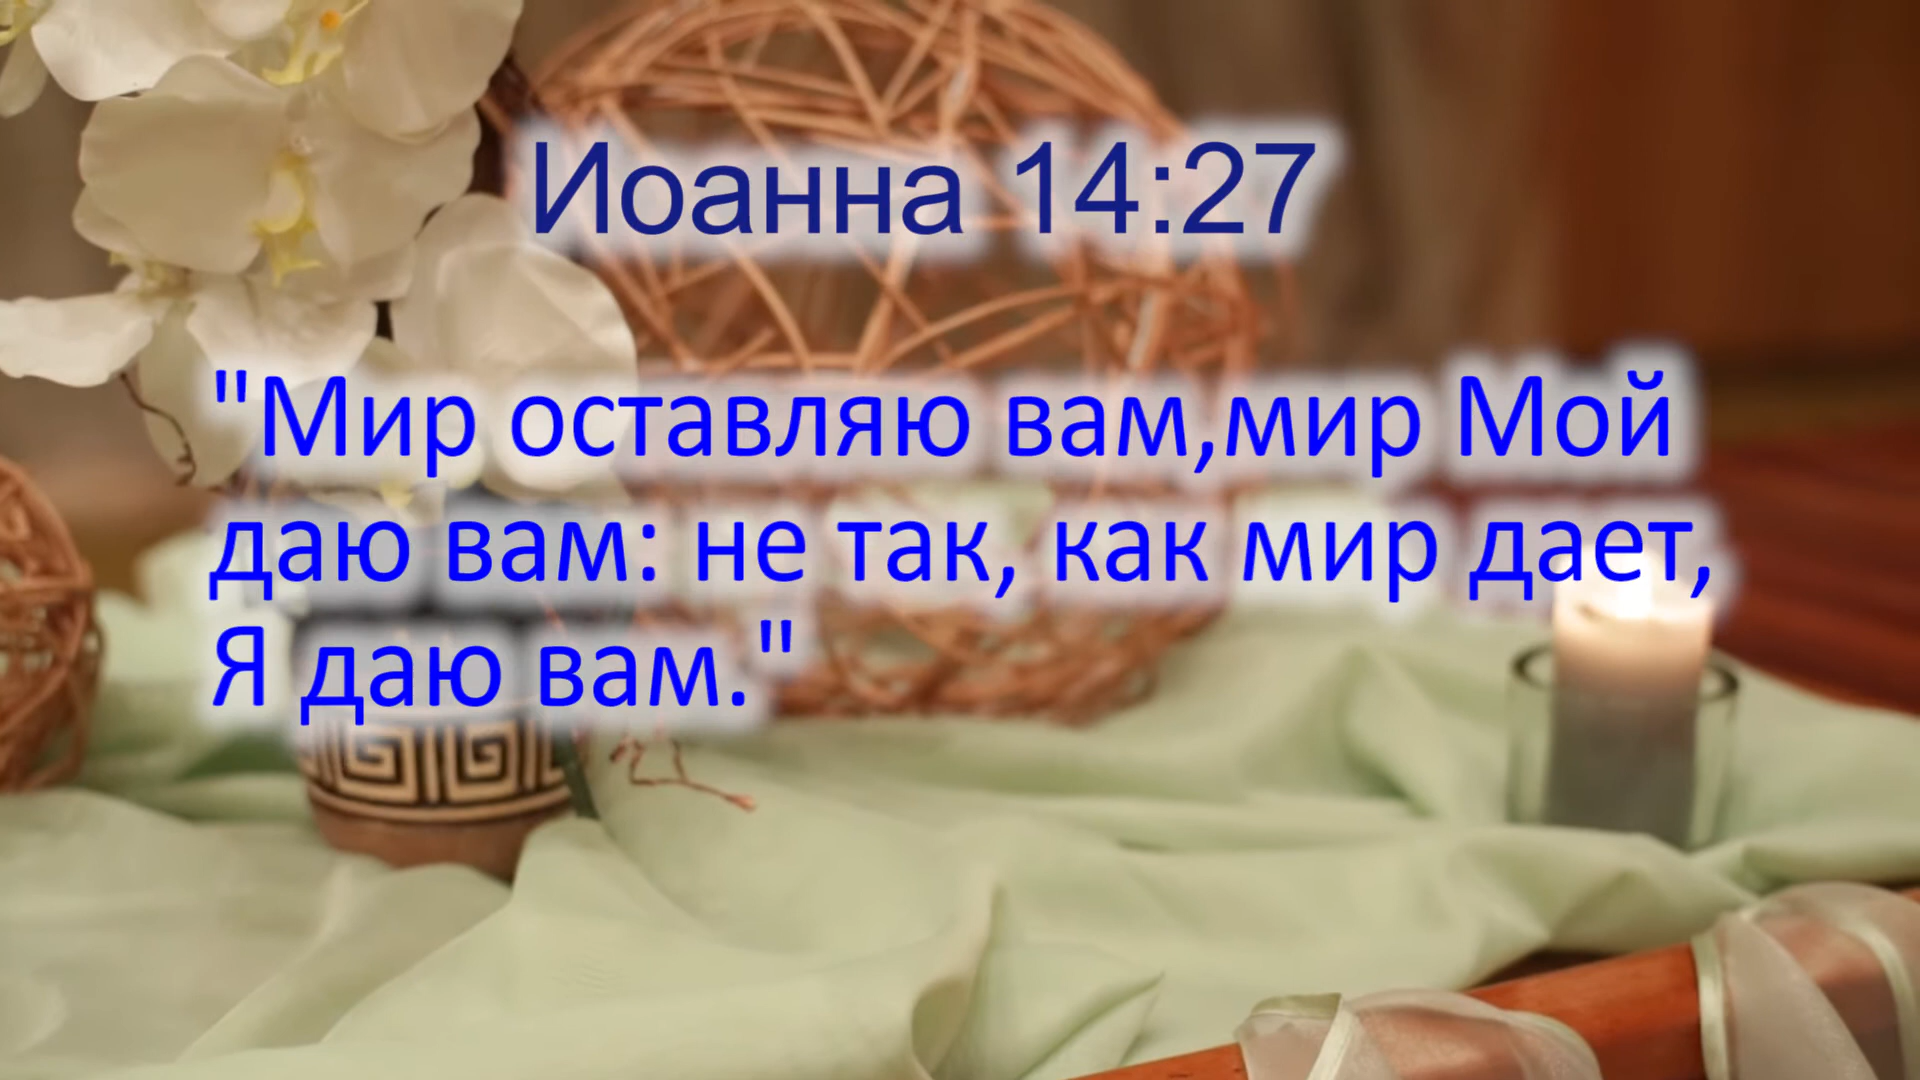 Иоанна 14:27
"Мир оставляю вам,мир Мой
даю вам: не так, как мир дает,
Я даю вам."